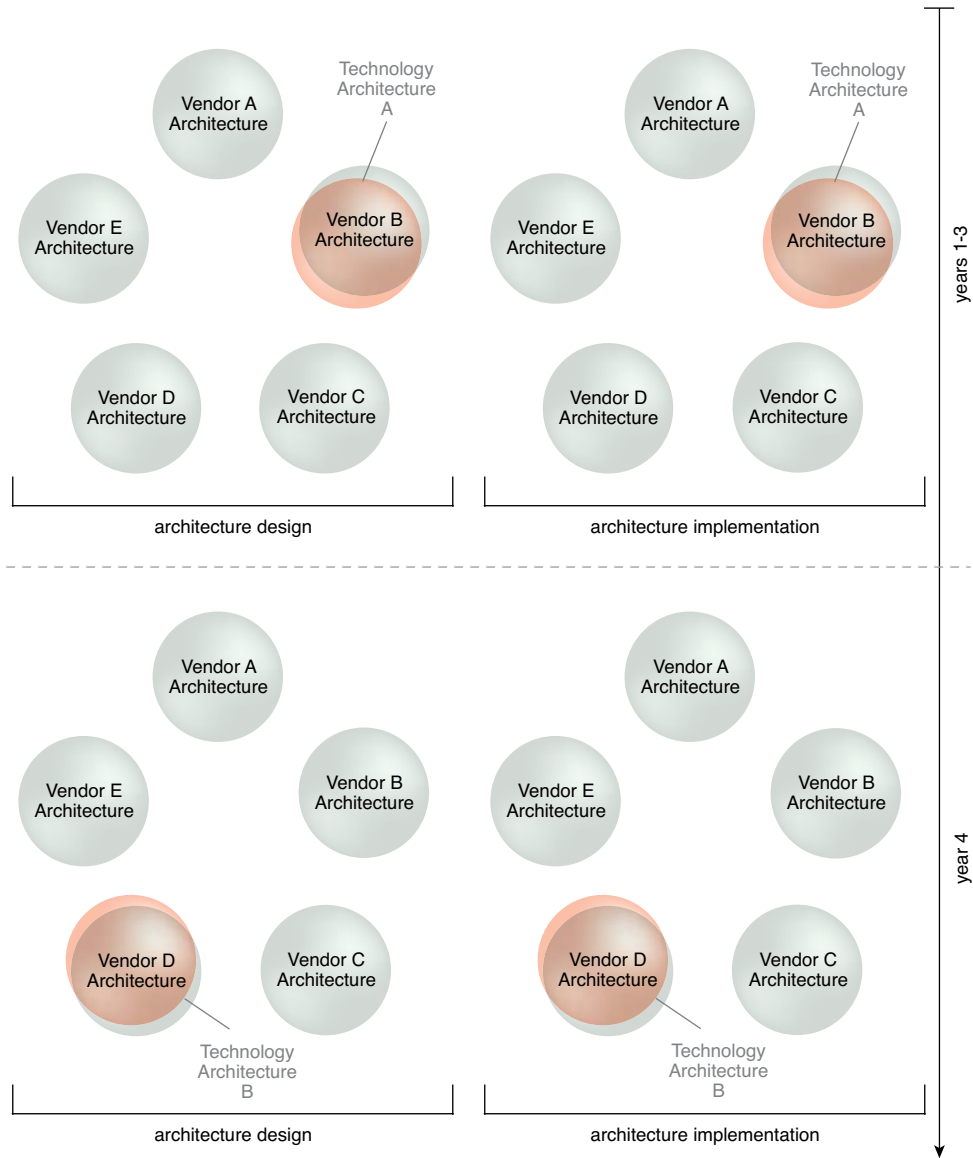 Technology
Architecture
A
Vendor A
Architecture
Vendor B
Architecture
Vendor E
Architecture
Vendor D
Architecture
Vendor C
Architecture
architecture design
Technology
Architecture
A
Vendor A
Architecture
Vendor B
Architecture
Vendor E
Architecture
Vendor D
Architecture
Vendor C
Architecture
architecture implementation
years 1-3
Vendor A
Architecture
Vendor E
Architecture
Vendor B
Architecture
Vendor D
Architecture
Vendor C
Architecture
Technology
Architecture
B
architecture design
Vendor A
Architecture
Vendor E
Architecture
Vendor B
Architecture
Vendor D
Architecture
Vendor C
Architecture
Technology
Architecture
B
architecture implementation
year 4